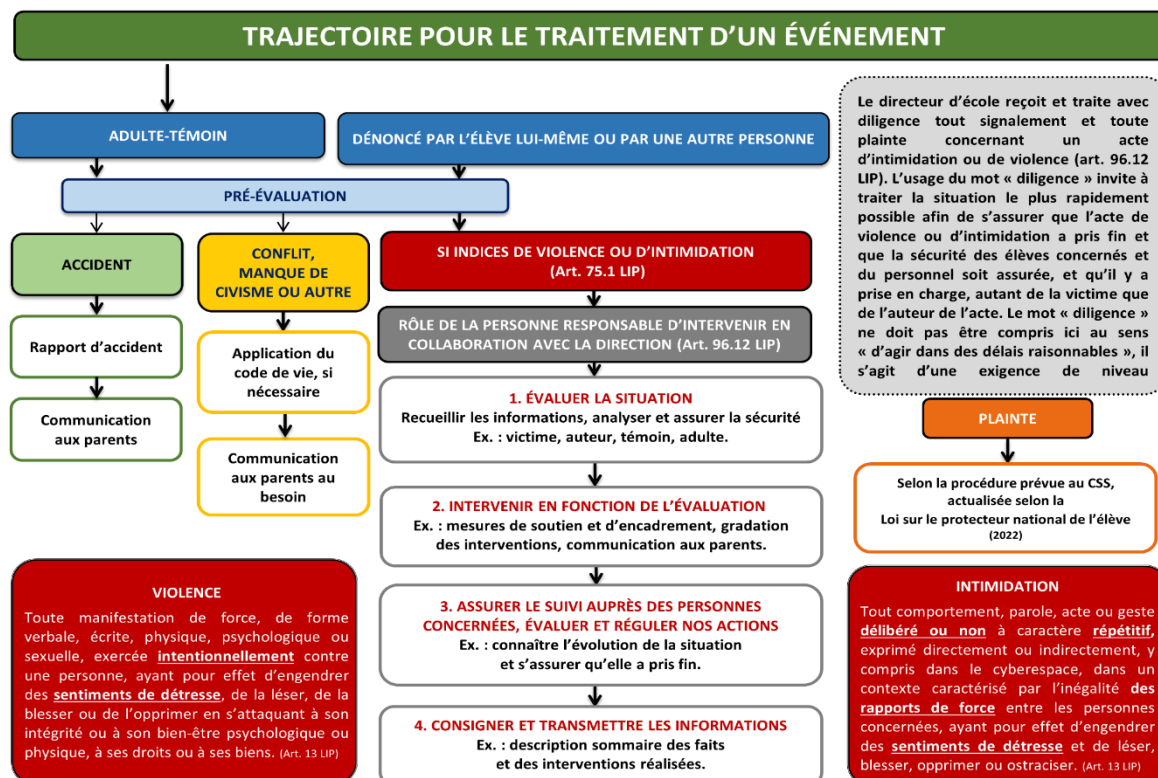 TRAJECTOIRE POUR LE TRAITEMENT D’UN ÉVÉNEMENT
ADULTE-TÉMOIN
DÉNONCÉ PAR L’ÉLÈVE LUI-MÊME OU PAR UNE AUTRE PERSONNE
PRÉ-ÉVALUATION
ACCIDENT
Rapport d’accident
Communication
aux parents
CONFLIT,
MANQUE DE
CIVISME OU AUTRE
Application du
code de vie, si
nécessaire
Communication
aux parents au
besoin
SI INDICES DE VIOLENCE OU D’INTIMIDATION
(Art. 75.1 LIP)
RÔLE DE LA PERSONNE RESPONSABLE D’INTERVENIR EN
COLLABORATION AVEC LA DIRECTION (Art. 96.12 LIP)
1. ÉVALUER LA SITUATION
Recueillir les informations, analyser et assurer la sécurité
Ex. : victime, auteur, témoin, adulte.
2. INTERVENIR EN FONCTION DE L’ÉVALUATION
Ex. : mesures de soutien et d’encadrement, gradation
des interventions, communication aux parents.
3. ASSURER LE SUIVI AUPRÈS DES PERSONNES
CONCERNÉES, ÉVALUER ET RÉGULER NOS ACTIONS
Ex. : connaître l’évolution de la situation
et s’assurer qu’elle a pris fin.
4. CONSIGNER ET TRANSMETTRE LES INFORMATIONS
Ex. : description sommaire des faits
et des interventions réalisées.
Le directeur d’école reçoit et traite avec
diligence tout signalement et toute
plainte concernant un acte
d’intimidation ou de violence (art. 96.12
LIP). L’usage du mot « diligence » invite à
traiter la situation le plus rapidement
possible afin de s’assurer que l’acte de
violence ou d’intimidation a pris fin et
que la sécurité des élèves concernés et
du personnel soit assurée, et qu’il y a
prise en charge, autant de la victime que
de l’auteur de l’acte. Le mot « diligence »
ne doit pas être compris ici au sens
« d’agir dans des délais raisonnables », il
s’agit d’une exigence de niveau
PLAINTE
Selon la procédure prévue au CSS,
actualisée selon la
Loi sur le protecteur national de l’élève
(2022)
VIOLENCE
Toute manifestation de force, de forme
verbale, écrite, physique, psychologique ou
sexuelle, exercée intentionnellement contre
une personne, ayant pour effet d’engendrer
des sentiments de détresse, de la léser, de la
blesser ou de l’opprimer en s’attaquant à son
intégrité ou à son bien-être psychologique ou
physique, à ses droits ou à ses biens. (Art. 13 LIP)
INTIMIDATION
Tout comportement, parole, acte ou geste
délibéré ou non à caractère répétitif,
exprimé directement ou indirectement, y
compris dans le cyberespace, dans un
contexte caractérisé par l’inégalité des
rapports de force entre les personnes
concernées, ayant pour effet d’engendrer
des sentiments de détresse et de léser,
blesser, opprimer ou ostraciser. (Art. 13 LIP)